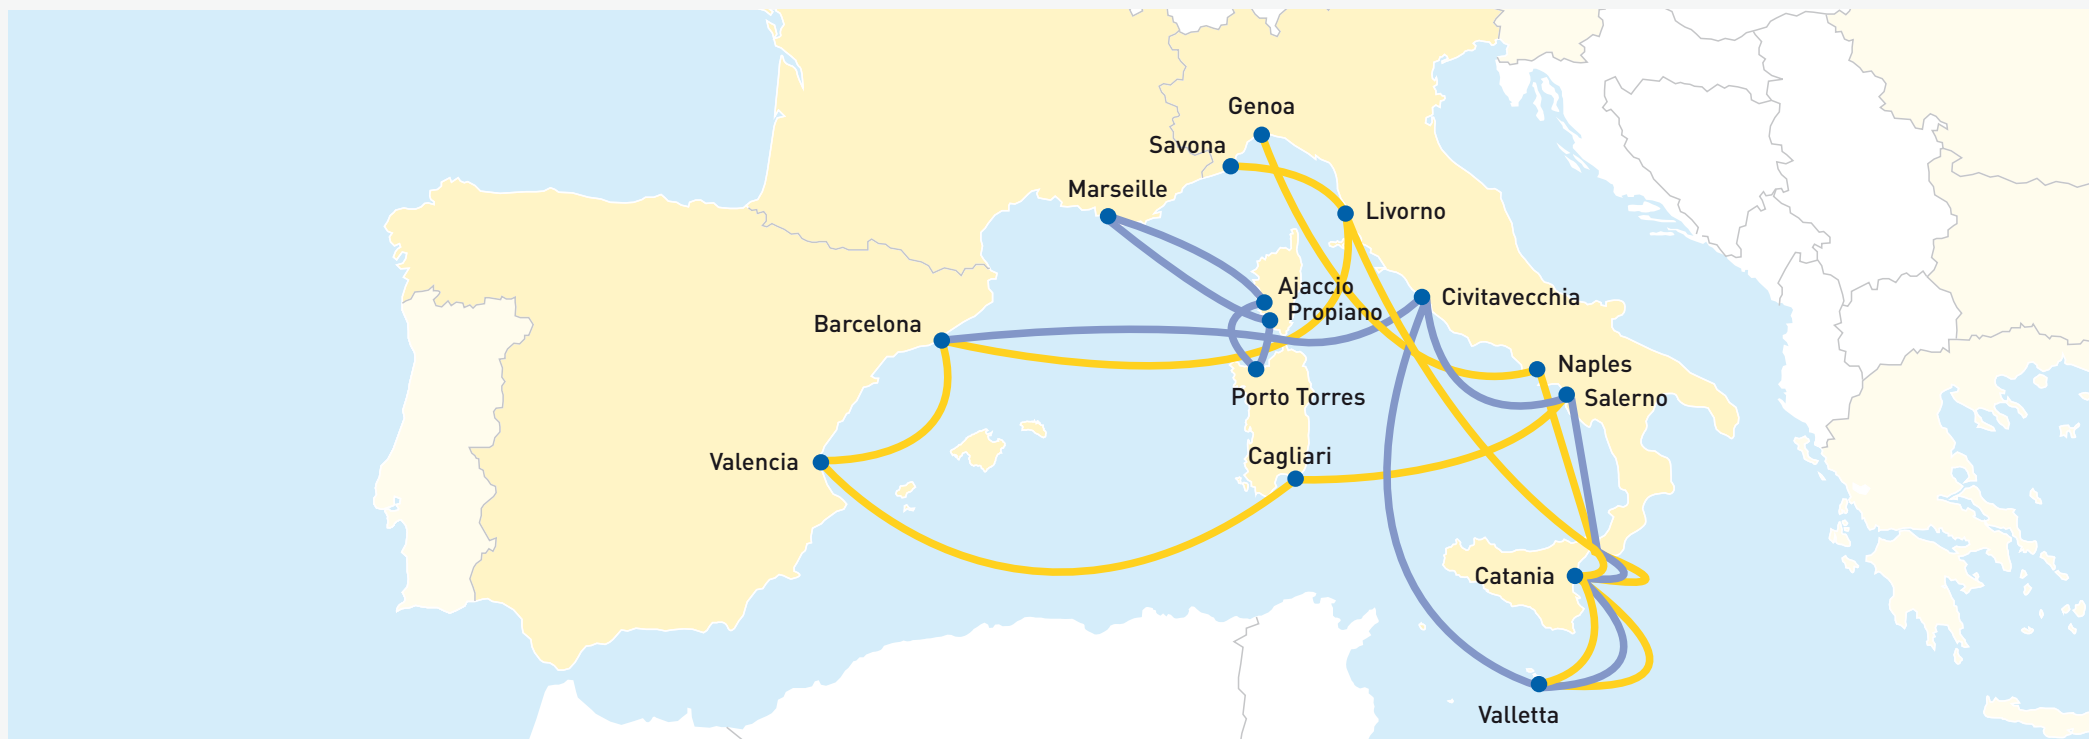 Genoa
Savona
Marseille
Livorno
Ajaccio
Civitavecchia
Propiano
Barcelona
Naples
Porto Torres
Salerno
Cagliari
Valencia
Catania
Valletta